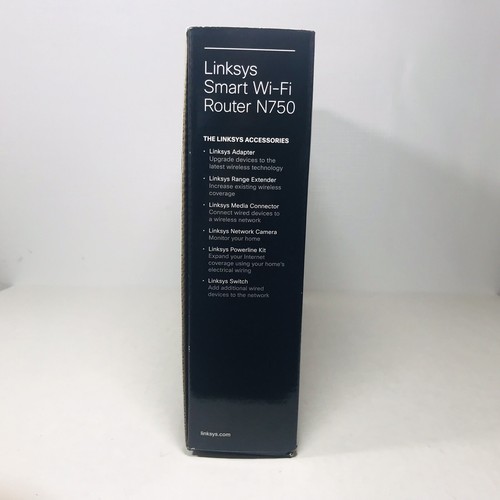 Linksys
Smart Wi-Fi
Router N750
THE LINKSYS ACCESSORIES
• Linksys Adapter
Upgrade devices to the
latest wireless technology
• Linksys Range Extender
Increase existing wireless
coverage
• Linksys Media Connector
Connect wired devices to
a wireless network
• Linksys Network Camera
Monitor your home
• Linksys Powerline Kit
Expand your Internet
coverage using your home's
electrical wiring
• Linksys Switch
Add additional wired
devices to the network
linksys.com